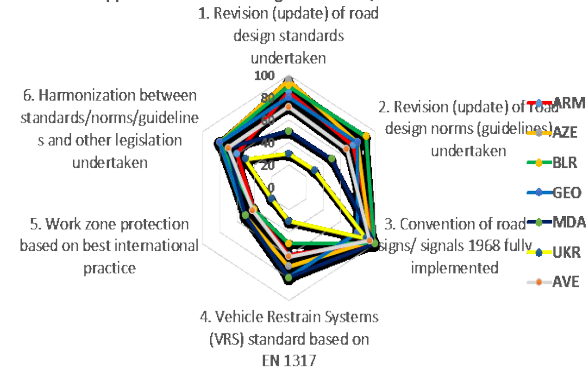 1. Revision (update) of road
design standards
undertaken
100
80
60
40
20
0
2. Revision (update) of road
design norms (guidelines)
undertaken
3. Convention of road
signs/ signals 1968 fully
implemented
4. Vehicle Restrain Systems
(VRS) standard based on
EN 1317
5. Work zone protection
based on best international
practice
6. Harmonization between
standards/norms/guideline
s and other legislation
undertaken
ARM
AZE
BLR
GEO
MDA
UKR
AVE